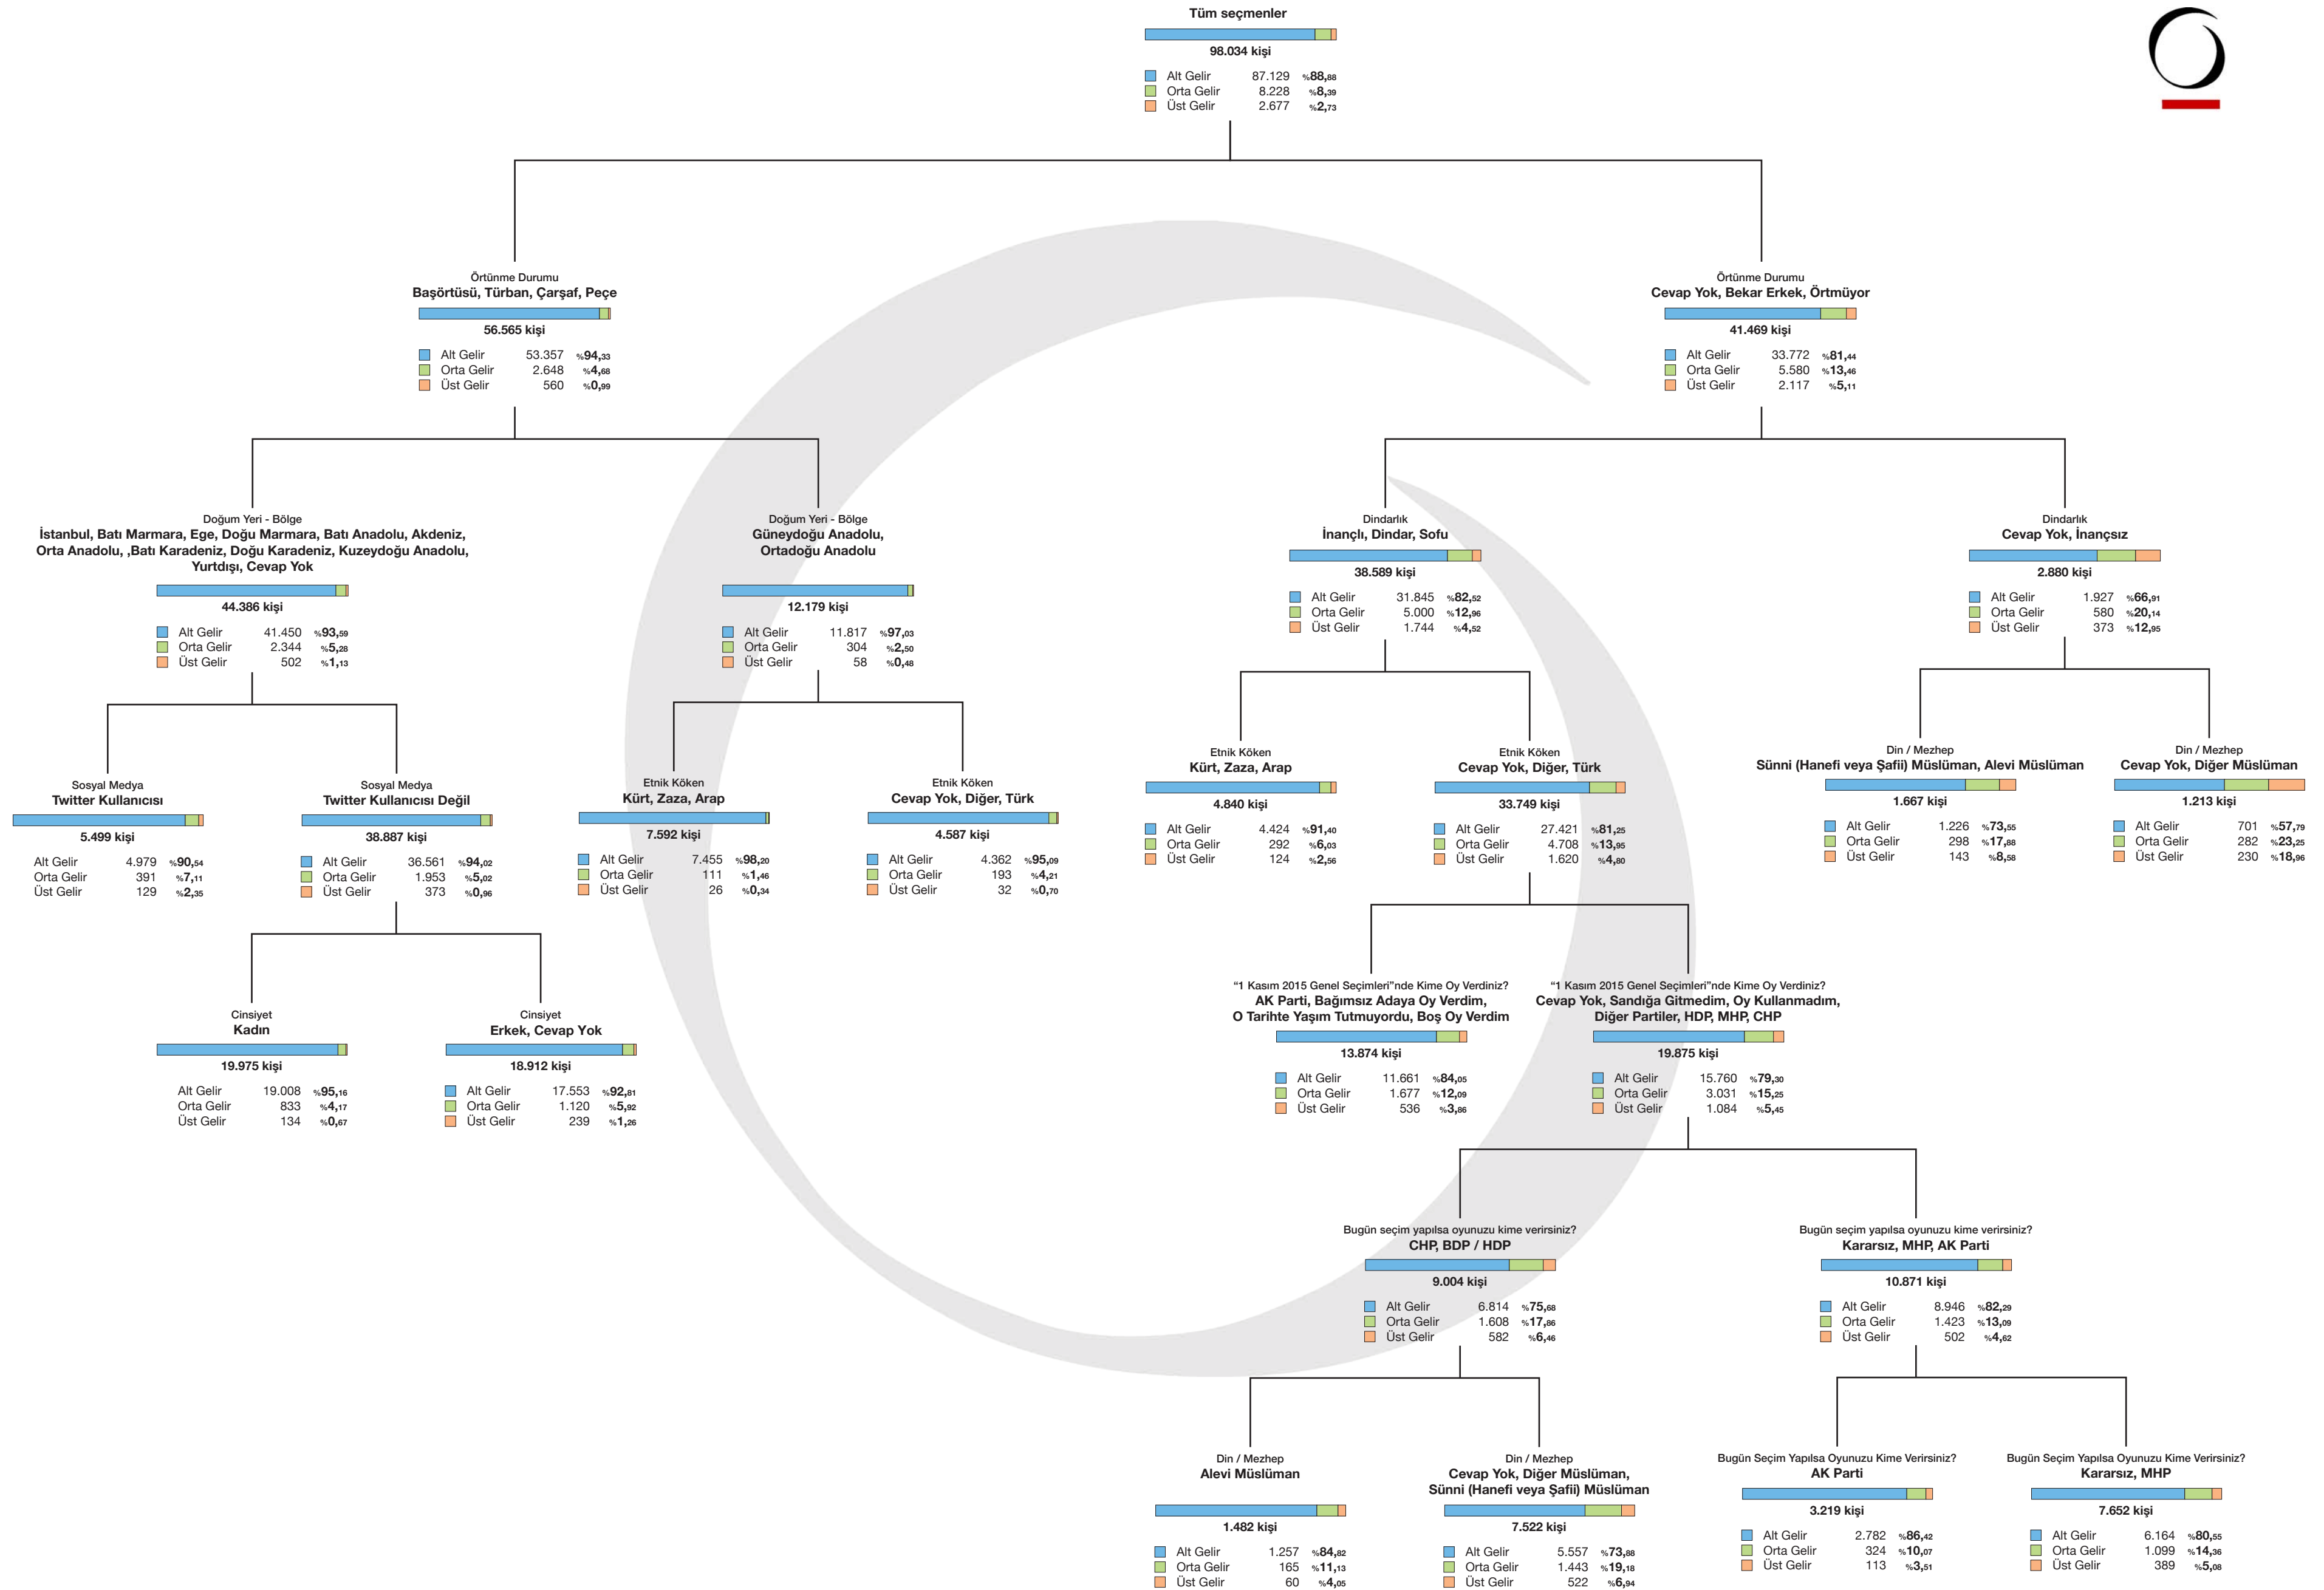 Tüm seçmenler
98.034 kişi
Alt Gelir 87.129 %88,88
Orta Gelir 8.228 %8,39
Üst Gelir 2.677 %2,73
Örtünme Durumu
Başörtüsü, Türban, Çarşaf, Peçe
56.565 kişi
Alt Gelir 53.357 %94,33
Orta Gelir 2.648 %4,68
Üst Gelir 560 %0,99
Örtünme Durumu
Cevap Yok, Bekar Erkek, Örtmüyor
41.469 kişi
Alt Gelir 33.772 %81,44
Orta Gelir 5.580 %13,46
Üst Gelir 2.117 %5,11
Doğum Yeri - Bölge
İstanbul, Batı Marmara, Ege, Doğu Marmara, Batı Anadolu, Akdeniz,
Orta Anadolu, ,Batı Karadeniz, Doğu Karadeniz, Kuzeydoğu Anadolu,
Yurtdışı, Cevap Yok
44.386 kişi
Alt Gelir 41.450 %93,59
Orta Gelir 2.344 %5,28
Üst Gelir 502 %1,13
Doğum Yeri - Bölge
Güneydoğu Anadolu,
Ortadoğu Anadolu
12.179 kişi
Alt Gelir 11.817 %97,03
Orta Gelir 304 %2,50
Üst Gelir 58 %0,48
Dindarlık
İnançlı, Dindar, Sofu
38.589 kişi
Alt Gelir 31.845 %82,52
Orta Gelir 5.000 %12,96
Üst Gelir 1.744 %4,52
Dindarlık
Cevap Yok, İnançsız
2.880 kişi
Alt Gelir 1.927 %66,91
Orta Gelir 580 %20,14
Üst Gelir 373 %12,95
Sosyal Medya
Twitter Kullanıcısı
5.499 kişi
Alt Gelir 4.979 %90,54
Orta Gelir 391 %7,11
Üst Gelir 129 %2,35
Sosyal Medya
Twitter Kullanıcısı Değil
38.887 kişi
Alt Gelir 36.561 %94,02
Orta Gelir 1.953 %5,02
Üst Gelir 373 %0,96
Etnik Köken
Kürt, Zaza, Arap
7.592 kişi
Alt Gelir 7.455 %98,20
Orta Gelir 111 %1,46
Üst Gelir 26 %0,34
Etnik Köken
Cevap Yok, Diğer, Türk
4.587 kişi
Alt Gelir 4.362 %95,09
Orta Gelir 193 %4,21
Üst Gelir 32 %0,70
Etnik Köken
Kürt, Zaza, Arap
4.840 kişi
Alt Gelir 4.424 %91,40
Orta Gelir 292 %6,03
Üst Gelir 124 %2,56
Etnik Köken
Cevap Yok, Diğer, Türk
33.749 kişi
Alt Gelir 27.421 %81,25
Orta Gelir 4.708 %13,95
Üst Gelir 1.620 %4,80
Din / Mezhep
Sünni (Hanefi veya Şafii) Müslüman, Alevi Müslüman
1.667 kişi
Alt Gelir 1.226 %73,55
Orta Gelir 298 %17,88
Üst Gelir 143 %8,58
Din / Mezhep
Cevap Yok, Diğer Müslüman
1.213 kişi
Alt Gelir 701 %57,79
Orta Gelir 282 %23,25
Üst Gelir 230 %18,96
Cinsiyet
Kadın
19.975 kişi
Alt Gelir 19.008 %95,16
Orta Gelir 833 %4,17
Üst Gelir 134 %0,67
Cinsiyet
Erkek, Cevap Yok
18.912 kişi
Alt Gelir 17.553 %92,81
Orta Gelir 1.120 %5,92
Üst Gelir 239 %1,26
“1 Kasım 2015 Genel Seçimleri”nde Kime Oy Verdiniz?
AK Parti, Bağımsız Adaya Oy Verdim,
O Tarihte Yaşım Tutmuyordu, Boş Oy Verdim
13.874 kişi
Alt Gelir 11.661 %84,05
Orta Gelir 1.677 %12,09
Üst Gelir 536 %3,86
“1 Kasım 2015 Genel Seçimleri”nde Kime Oy Verdiniz?
Cevap Yok, Sandığa Gitmedim, Oy Kullanmadım,
Diğer Partiler, HDP, MHP, CHP
19.875 kişi
Alt Gelir 15.760 %79,30
Orta Gelir 3.031 %15,25
Üst Gelir 1.084 %5,45
Bugün seçim yapılsa oyunuzu kime verirsiniz?
CHP, BDP / HDP
9.004 kişi
Alt Gelir 6.814 %75,68
Orta Gelir 1.608 %17,86
Üst Gelir 582 %6,46
Bugün seçim yapılsa oyunuzu kime verirsiniz?
Kararsız, MHP, AK Parti
10.871 kişi
Alt Gelir 8.946 %82,29
Orta Gelir 1.423 %13,09
Üst Gelir 502 %4,62
Din / Mezhep
Alevi Müslüman
1.482 kişi
Alt Gelir 1.257 %84,82
Orta Gelir 165 %11,13
Üst Gelir 60 %4,05
Din / Mezhep
Cevap Yok, Diğer Müslüman,
Sünni (Hanefi veya Şafii) Müslüman
7.522 kişi
Alt Gelir 5.557 %73,88
Orta Gelir 1.443 %19,18
Üst Gelir 522 %6,94
Bugün Seçim Yapılsa Oyunuzu Kime Verirsiniz?
AK Parti
3.219 kişi
Alt Gelir 2.782 %86,42
Orta Gelir 324 %10,07
Üst Gelir 113 %3,51
Bugün Seçim Yapılsa Oyunuzu Kime Verirsiniz?
Kararsız, MHP
7.652 kişi
Alt Gelir 6.164 %80,55
Orta Gelir 1.099 %14,36
Üst Gelir 389 %5,08